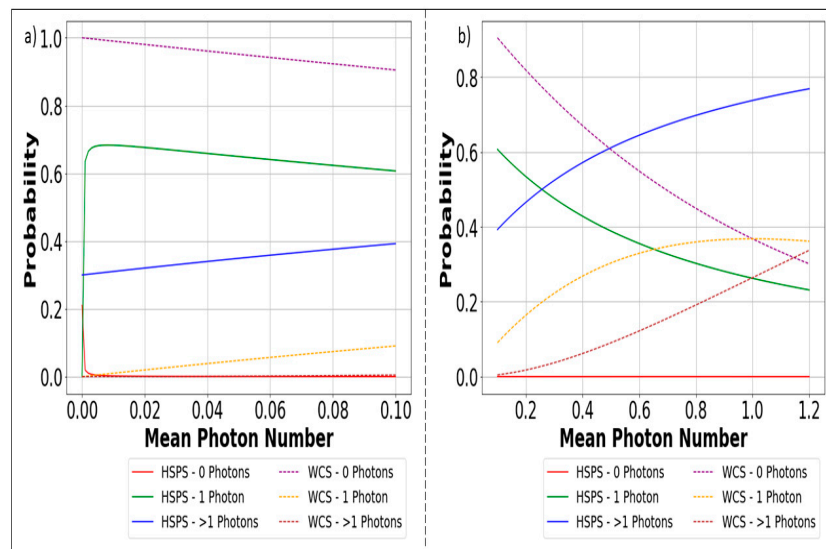 a)
1.0
0.8
0.6
0.4
0.2
0.0
Probability
0.00 0.02 0.04 0.06 0.08 0.10
Mean Photon Number
HSPS - 0 Photons WCS - 0 Photons
HSPS - 1 Photon WCS - 1 Photon
HSPS - >1 Photons WCS - >1 Photons
b)
0.8
0.6
0.4
0.2
0.0
Probability
0.2 0.4 0.6 0.8 1.0 1.2
Mean Photon Number
HSPS - 0 Photons WCS - 0 Photons
HSPS - 1 Photon WCS - 1 Photon
HSPS - >1 Photons WCS - >1 Photons